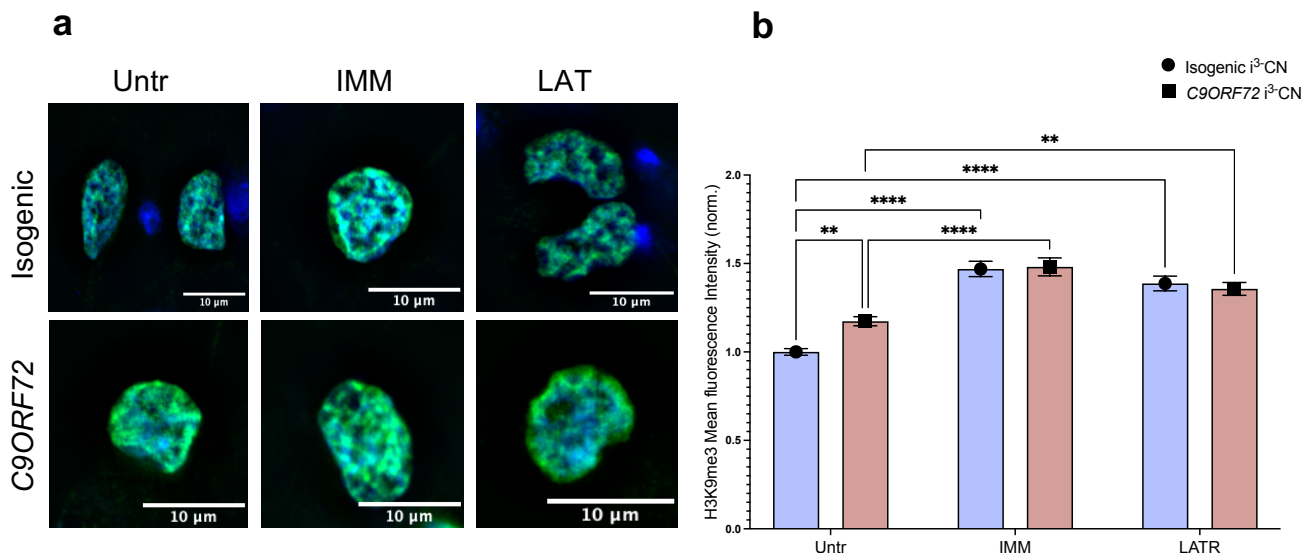 a
Untr
IMM
LAT
Isogenic
C9ORF72
10 µm
10 µm
10 µm
10 µm
10 µm
10 µm
b
Isogenic i³-CN
C9ORF72 i³-CN
H3K9me3 Mean fluorescence Intensity (norm.)
2.0
1.5
1.0
0.5
0.0
**
****
****
**
****
Untr
IMM
LATR